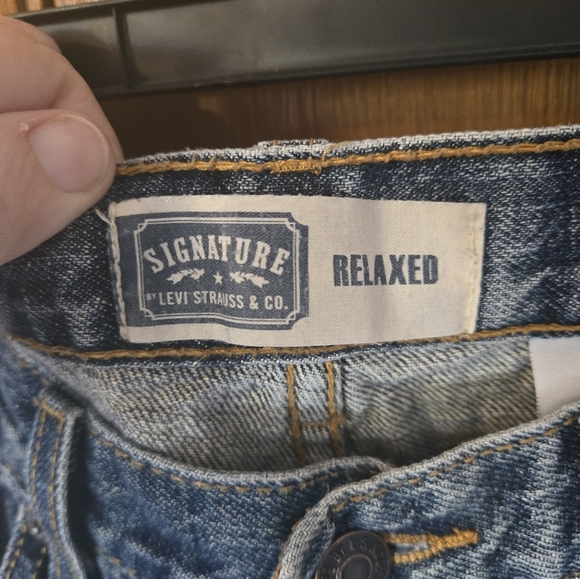 SIGNATURE
BY LEVI STRAUSS & CO.
RELAXED